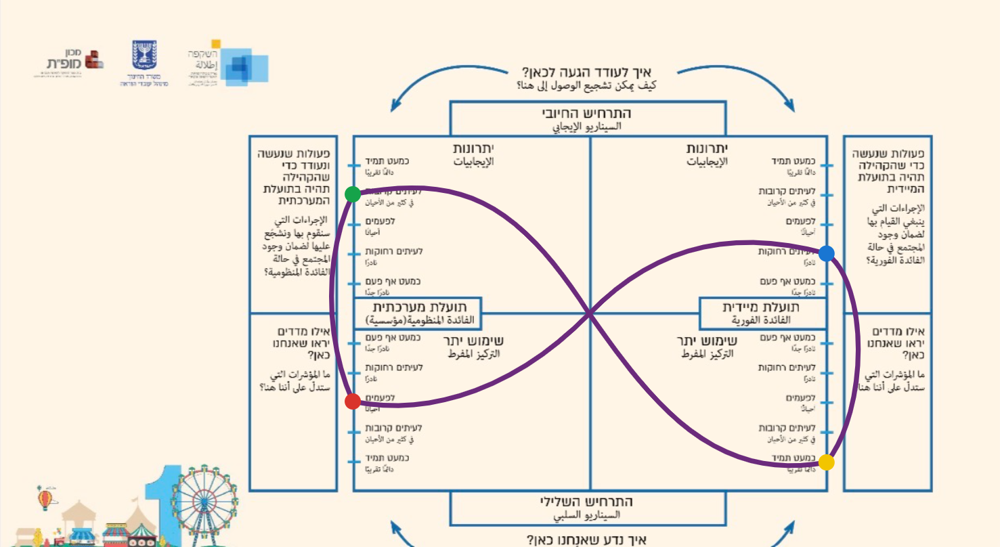 השקפה
إطلالة
משרד החינוך
מינהל עובדי הוראה
מכון
מופ״ת
איך לעודד הגעה לכאן?
كيف يمكن تشجيع الوصول إلى هنا؟
התרחיש החיובי
السيناريو الإيجابي
פעולות שנעשה
כדי שהקהילה
תהיה בתועלת
המיידית
الإجراءات التي
ينبغي القيام بها
لضمان وجود
المجتمع في حالة
الفائدة الفورية؟
יתרונות
الإيجابيات
כמעט תמיד
دائمًا تقريبًا
לעיתים קרובות
في كثير من الأحيان
לפעמים
أحيانًا
לעיתים רחוקות
نادرًا
כמעט אף פעם
نادرًا جدًا
תועלת מיידית
الفائدة الفورية
יתרונות
الإيجابيات
כמעט תמיד
دائمًا تقريبًا
לעיתים קרובות
في كثير من الأحيان
לפעמים
أحيانًا
לעיתים רחוקות
نادرًا
כמעט אף פעם
نادرًا جدًا
תועלת מערכתית
الفائدة المنظومية(مؤسسية)
פעולות שנעשה
ונעודד כדי
שהקהילה
תהיה בתועלת
המערכתית
الإجراءات التي
سنقوم بها ونشجّع
عليها لضمان وجود
المجتمع في حالة
الفائدة المنظومية؟
אילו מדדים
יראו שאנחנו
כאן?
ما المؤشرات التي
ستدلّ على أننا هنا؟
שימוש יתר
التركيز المفرط
כמעט אף פעם
نادرًا جدًا
לעיתים רחוקות
نادرًا
לפעמים
أحيانًا
לעיתים קרובות
في كثير من الأحيان
כמעט תמיד
دائمًا تقريبًا
שימוש יתר
التركيز المفرط
כמעט אף פעם
نادرًا جدًا
לעיתים רחוקות
نادرًا
לפעמים
أحيانًا
לעיתים קרובות
في كثير من الأحيان
כמעט תמיד
دائمًا تقريبًا
אילו מדדים
יראו שאנחנו
כאן?
ما المؤشرات التي
ستدلّ على أننا هنا؟
התרחיש השלילי
السيناريو السلبي
איך נדע שאנחנו כאן?
1